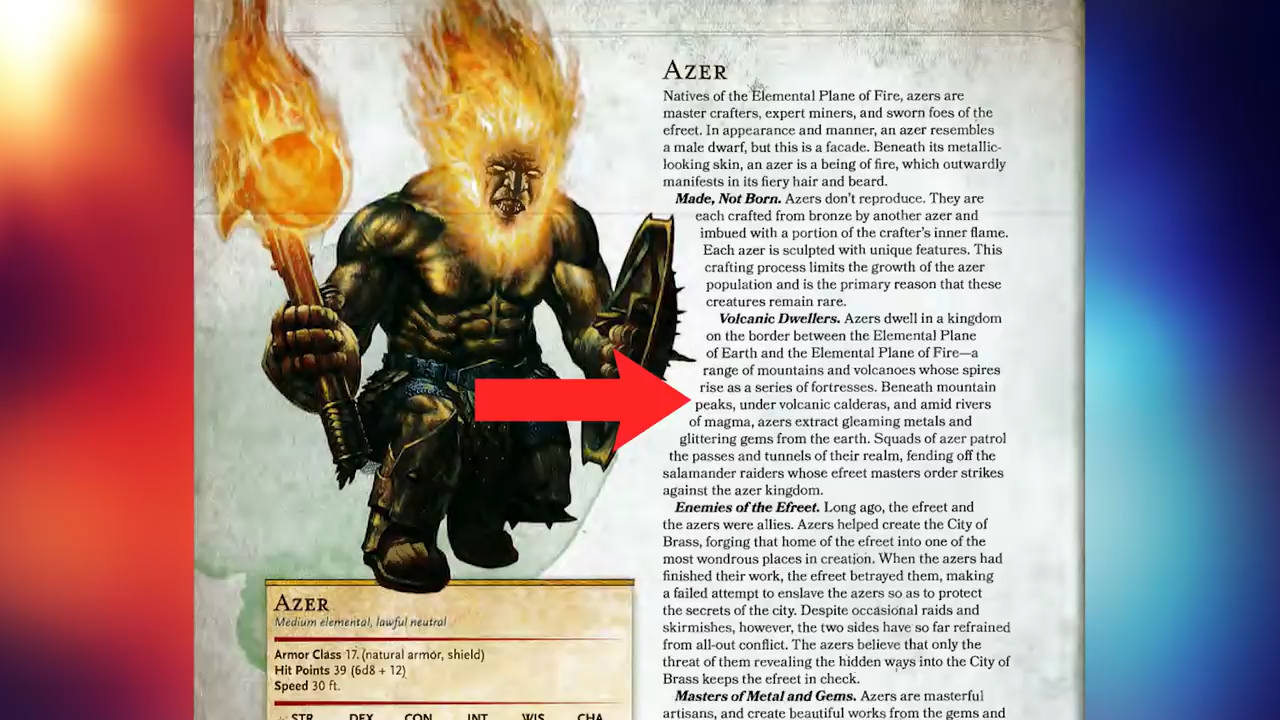 AZER
Natives of the Elemental Plane of Fire, azers are
master crafters, expert miners, and sworn foes of the
efreet. In appearance and manner, an azer resembles
a male dwarf, but this is a facade. Beneath its metallic-
looking skin, an azer is a being of fire, which outwardly
manifests in its fiery hair and beard.
Made, Not Born. Azers don't reproduce. They are
each crafted from bronze by another azer and
imbued with a portion of the crafter's inner flame.
Each azer is sculpted with unique features. This
crafting process limits the growth of the azer
population and is the primary reason that these
creatures remain rare.
Volcanic Dwellers. Azers dwell in a kingdom
on the border between the Elemental Plane
of Earth and the Elemental Plane of Fire—a
range of mountains and volcanoes whose spires
rise as a series of fortresses. Beneath mountain
peaks, under volcanic calderas, and amid rivers
of magma, azers extract gleaming metals and
glittering gems from the earth. Squads of azer patrol
the passes and tunnels of their realm, fending off the
salamander raiders whose efreet masters order strikes
against the azer kingdom.
Enemies of the Efreet. Long ago, the efreet and
the azers were allies. Azers helped create the City of
Brass, forging that home of the efreet into one of the
most wondrous places in creation. When the azers had
finished their work, the efreet betrayed them, making
a failed attempt to enslave the azers so as to protect
the secrets of the city. Despite occasional raids and
skirmishes, however, the two sides have so far refrained
from all-out conflict. The azers believe that only the
threat of them revealing the hidden ways into the City of
Brass keeps the efreet in check.
Masters of Metal and Gems. Azers are masterful
artisans, and create beautiful works from the gems and
AZER
Medium elemental, lawful neutral
Armor Class 17 (natural armor, shield)
Hit Points 39 (6d8 + 12)
Speed 30 ft.
STR DEX CON INT WIS CHA